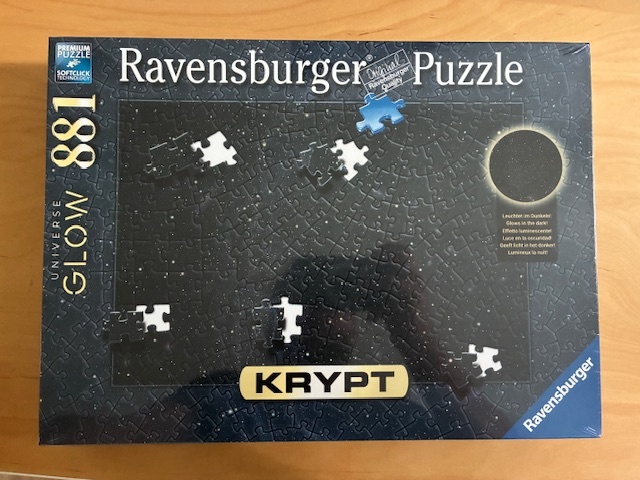 PREMIUM
PUZZLE
SOFTCLICK
TECHNOLOGY
Ravensburger® Puzzle
Original
Ravensburger
Quality
881
UNIVERSE
GLOW
Leuchtet im Dunkeln!
Glows in the dark!
Effetto luminescente!
Luce en la oscuridad!
Geeft licht in het donker!
Lumineux la nuit!
KRYPT
Ravensburger